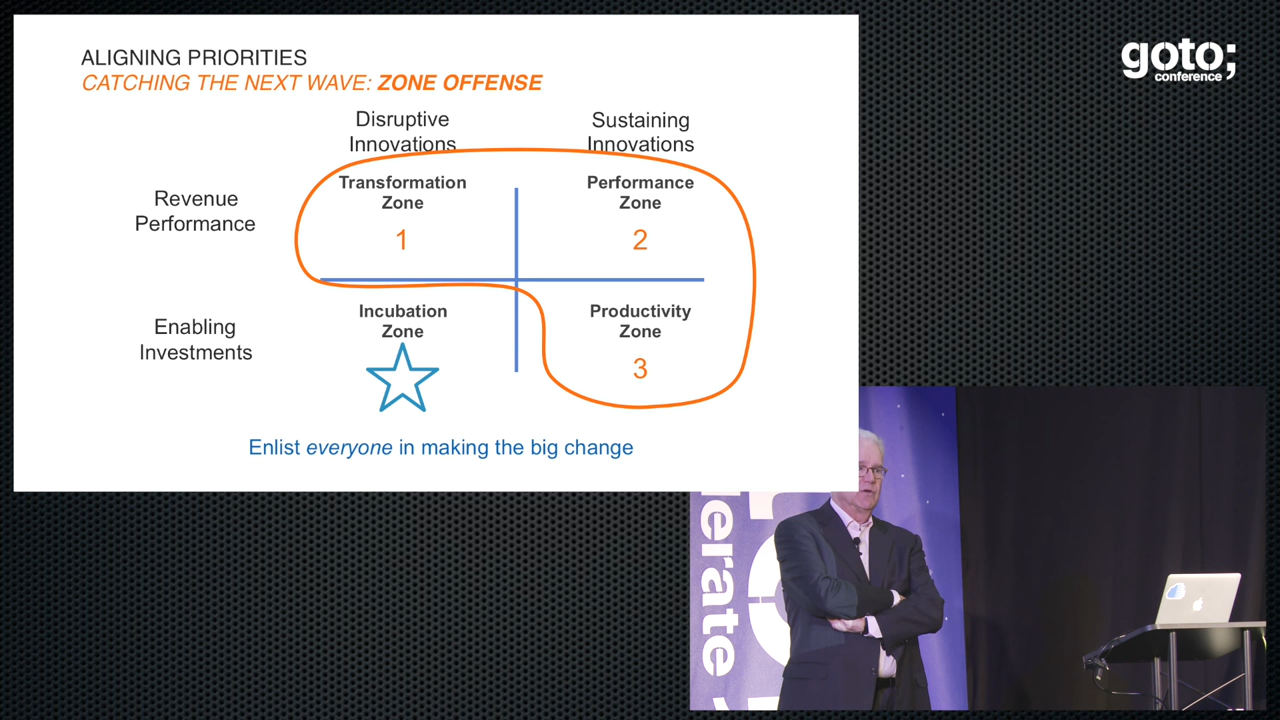 ALIGNING PRIORITIES
CATCHING THE NEXT WAVE: ZONE OFFENSE
Disruptive
Innovations
Sustaining
Innovations
Revenue
Performance
Transformation
Zone
1
Performance
Zone
2
Enabling
Investments
Incubation
Zone
Productivity
Zone
3
Enlist everyone in making the big change
goto;
conference
lerate